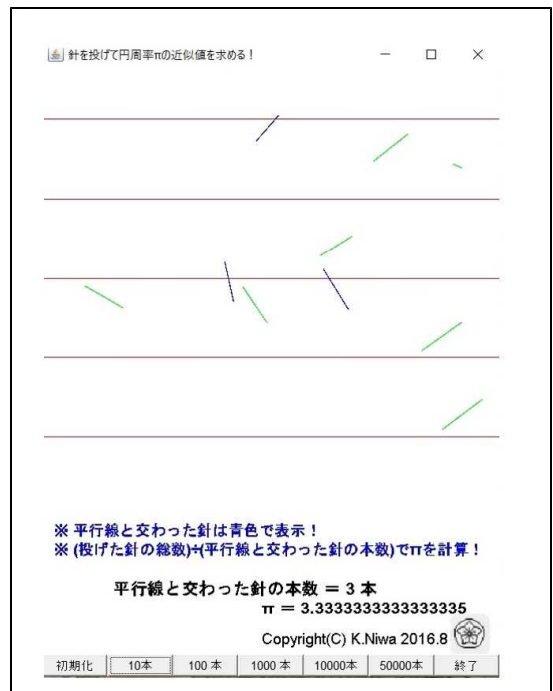 針を投げて円周率πの近似値を求める！
※ 平行線と交わった針は青色で表示！
※ (投げた針の総数)÷(平行線と交わった針の本数)でπを計算！
平行線と交わった針の本数 ＝ 3 本
π ＝ 3.3333333333333335
Copyright(C) K.Niwa 2016.8
初期化 10本 100 本 1000 本 10000本 50000本 終了